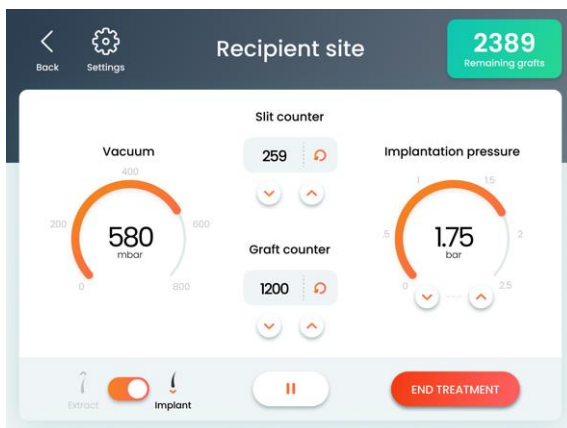 Back
Settings
Recipient site
2389
Remaining grafts
Vacuum
0
200
400
600
800
580
mbar
Slit counter
259
Graft counter
1200
Implantation pressure
0
.5
1
1.5
2
2.5
1.75
bar
Extract
Implant
END TREATMENT